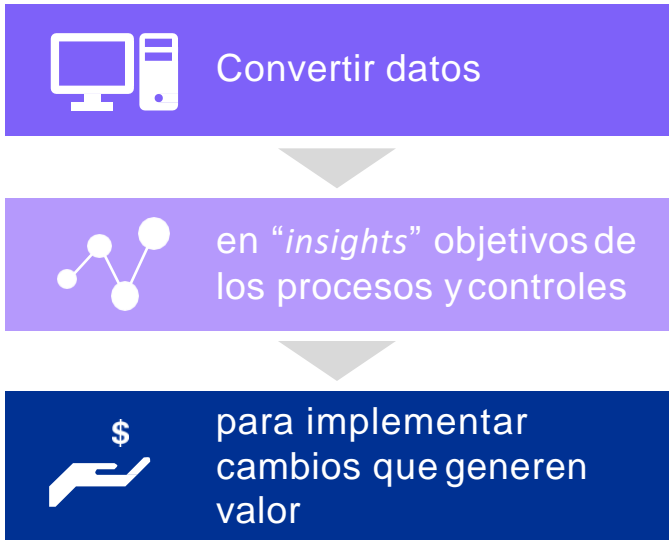 Convertir datos
en “insights” objetivos de
los procesos y controles
$
para implementar
cambios que generen
valor